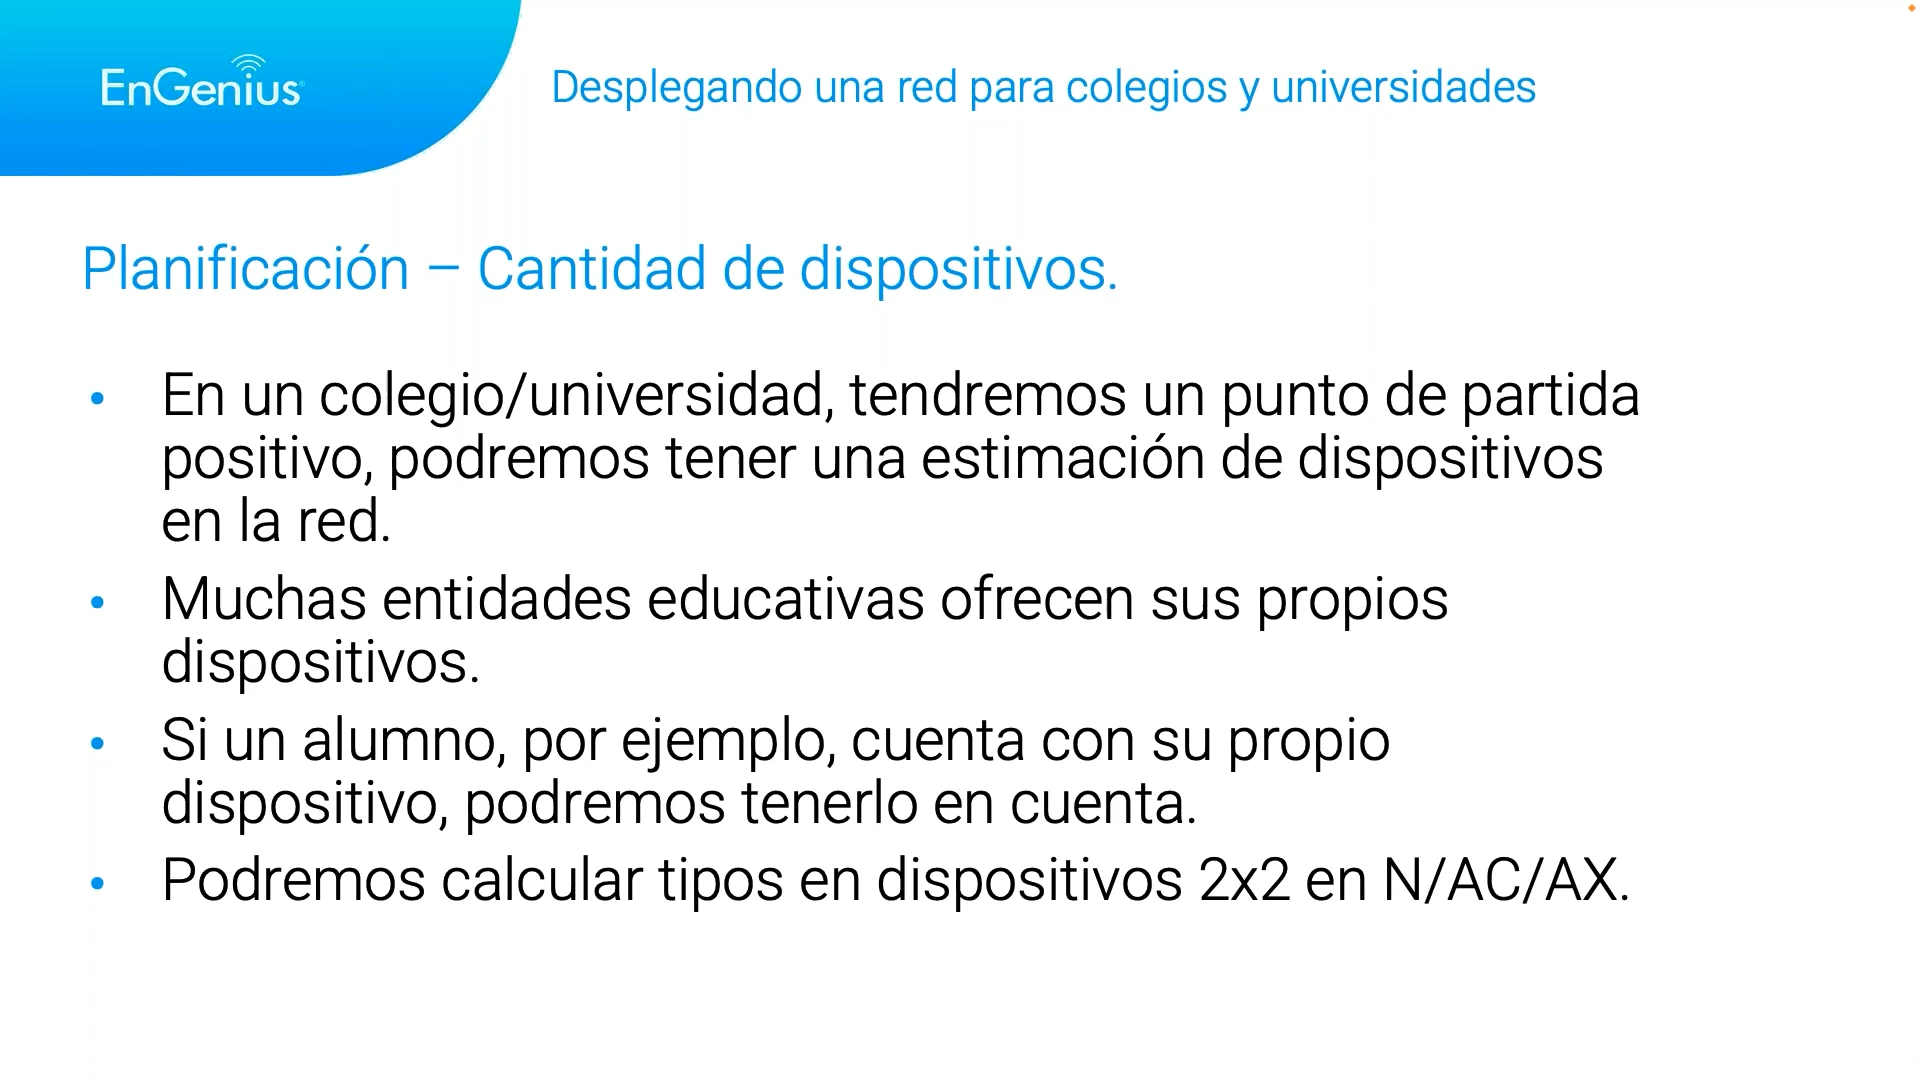 EnGenius
Desplegando una red para colegios y universidades
Planificación – Cantidad de dispositivos.
• En un colegio/universidad, tendremos un punto de partida
positivo, podremos tener una estimación de dispositivos
en la red.
• Muchas entidades educativas ofrecen sus propios
dispositivos.
• Si un alumno, por ejemplo, cuenta con su propio
dispositivo, podremos tenerlo en cuenta.
• Podremos calcular tipos en dispositivos 2x2 en N/AC/AX.